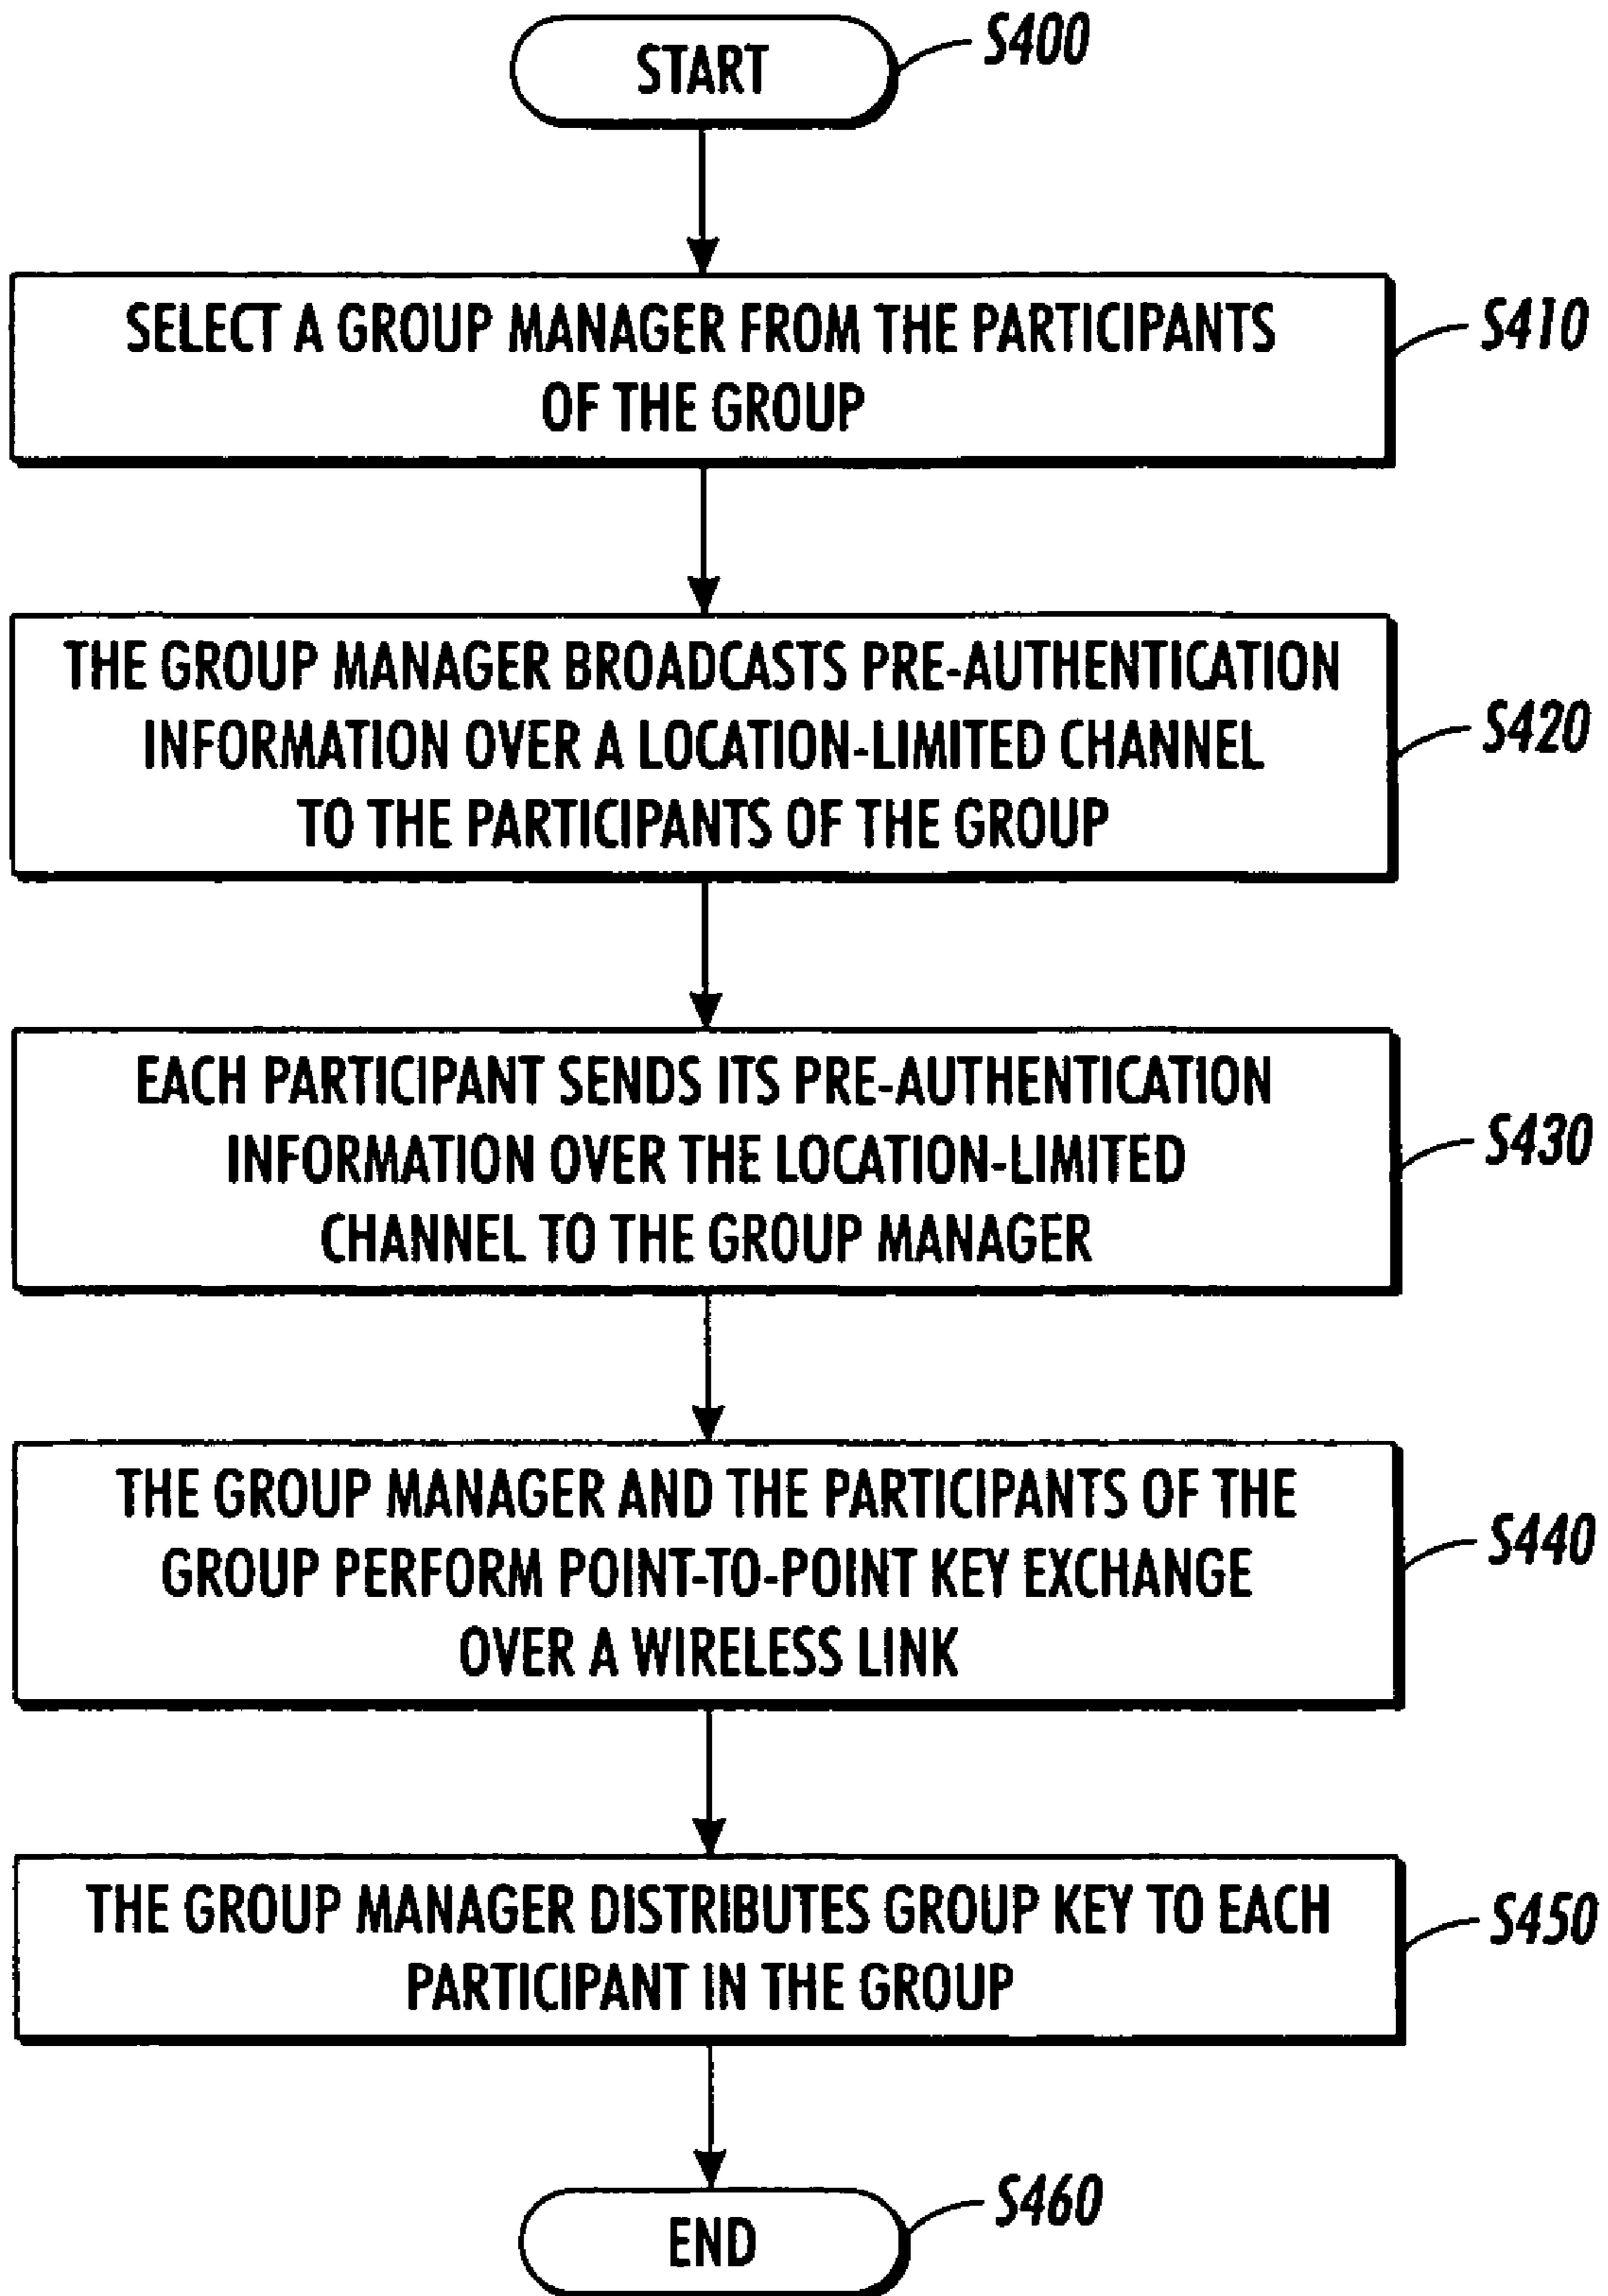 START
S400
SELECT A GROUP MANAGER FROM THE PARTICIPANTS
OF THE GROUP
S410
THE GROUP MANAGER BROADCASTS PRE-AUTHENTICATION
INFORMATION OVER A LOCATION-LIMITED CHANNEL
TO THE PARTICIPANTS OF THE GROUP
S420
EACH PARTICIPANT SENDS ITS PRE-AUTHENTICATION
INFORMATION OVER THE LOCATION-LIMITED
CHANNEL TO THE GROUP MANAGER
S430
THE GROUP MANAGER AND THE PARTICIPANTS OF THE
GROUP PERFORM POINT-TO-POINT KEY EXCHANGE
OVER A WIRELESS LINK
S440
THE GROUP MANAGER DISTRIBUTES GROUP KEY TO EACH
PARTICIPANT IN THE GROUP
S450
END
S460